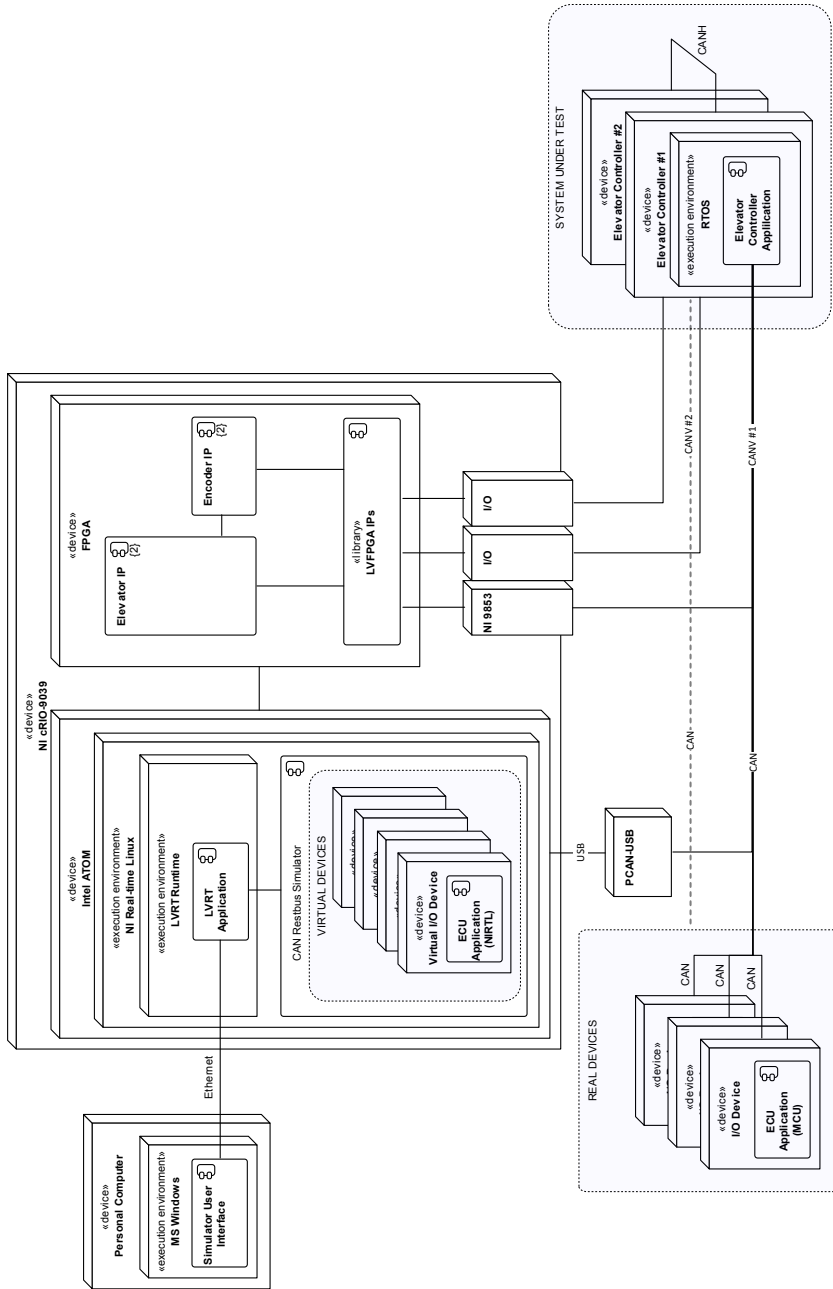 «device»
Personal Computer
«execution environment»
MS Windows
Simulator User
Interface
Ethernet
«device»
NI cRIO-9039
«device»
Intel ATOM
«execution environment»
NI Real-time Linux
«execution environment»
LVRT Runtime
LVRT
Application
CAN Restbus Simulator
VIRTUAL DEVICES
«device»
«device»
«device»
«device»
Virtual I/O Device
ECU
Application
(NIRTL)
«device»
FPGA
Elevator IP
{2}
Encoder IP
{2}
«library»
LVFPGA IPs
NI 9853
I/O
I/O
USB
PCAN-USB
REAL DEVICES
«device»
«device»
«device»
I/O Device
ECU
Application
(MCU)
CAN
CAN
CAN
CAN
CANV #2
CAN
CANV #1
SYSTEM UNDER TEST
«device»
Elevator Controller #2
«device»
Elevator Controller #1
«execution environment»
RTOS
Elevator
Controller
Applilication
CANH